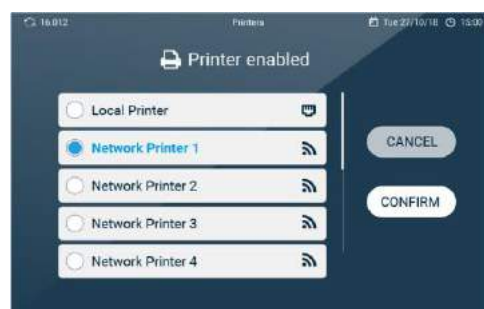 16.012 Printers Tue 27/10/18 15:00
Printer enabled
Local Printer
Network Printer 1
Network Printer 2
Network Printer 3
Network Printer 4
CANCEL
CONFIRM